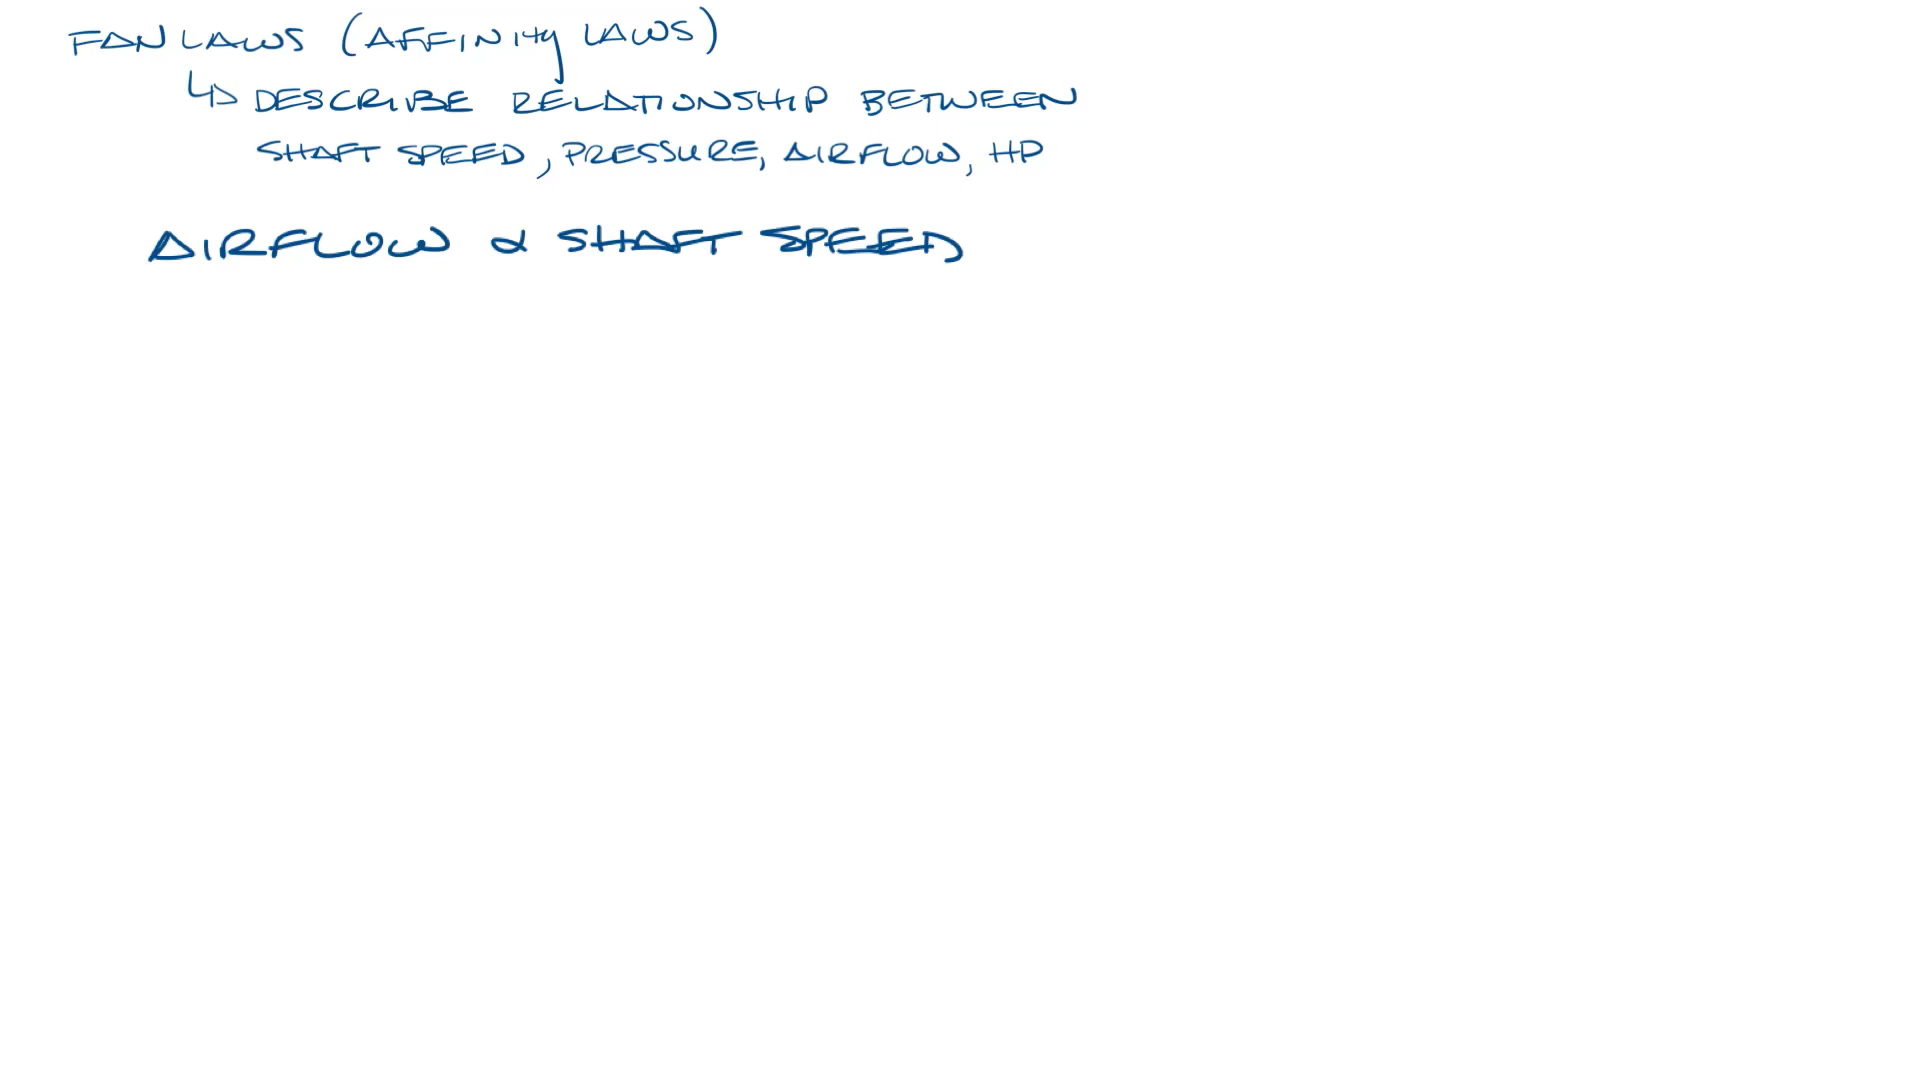 FAN LAWS (AFFINITY LAWS)
↳ DESCRIBE RELATIONSHIP BETWEEN
SHAFT SPEED, PRESSURE, AIRFLOW, HP
AIRFLOW α SHAFT SPEED